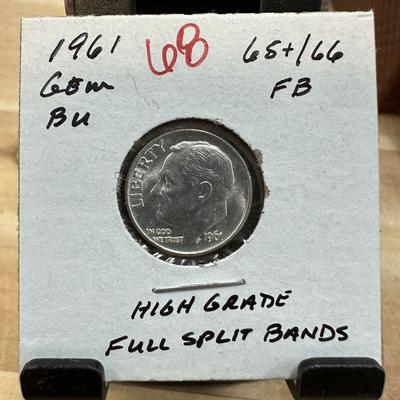 1961 68 65+/66
GEM FB
BU
LIBERTY
IN GOD
WE TRUST 1961
HIGH GRADE
FULL SPLIT BANDS